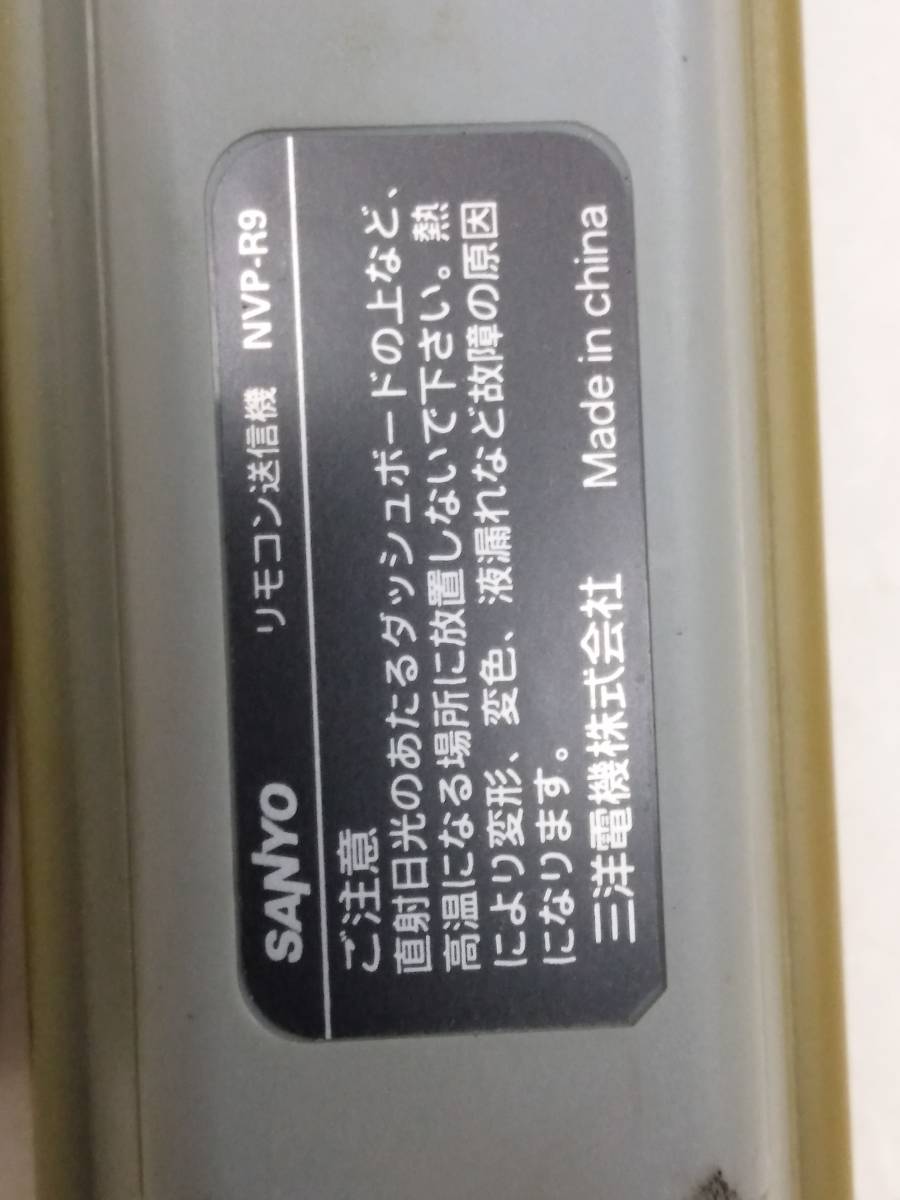 SANYO リモコン送信機 NVP-R9
ご注意
直射日光のあたるダッシュボードの上など、
高温になる場所に放置しないで下さい。熱
により変形、変色、液漏れなど故障の原因
になります。
三洋電機株式会社 Made in china